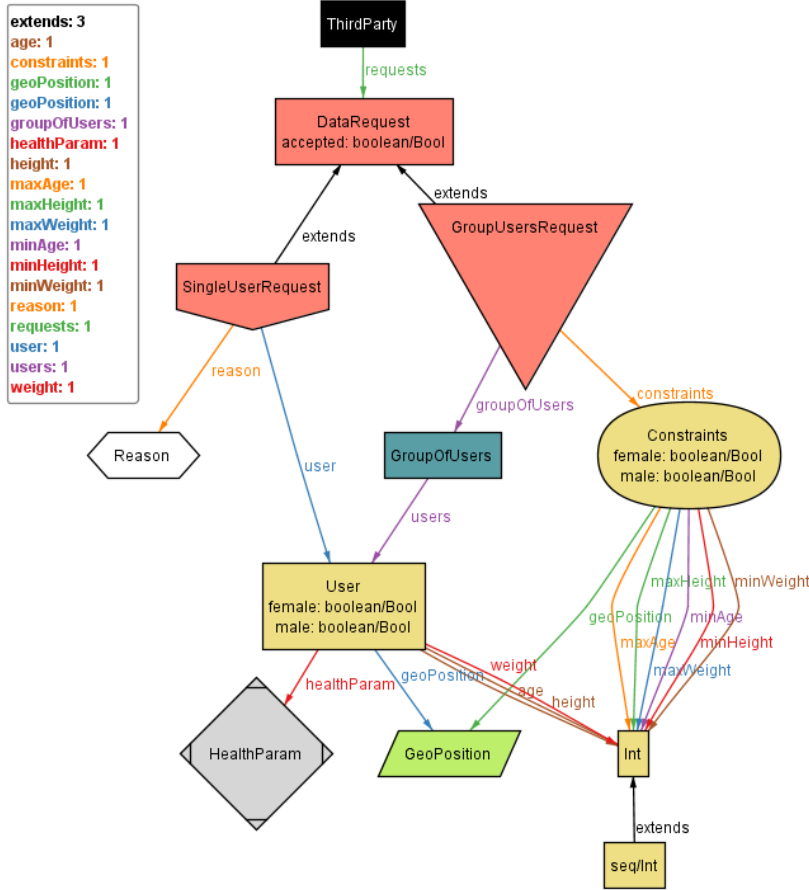 extends: 3
age: 1
constraints: 1
geoPosition: 1
geoPosition: 1
groupOfUsers: 1
healthParam: 1
height: 1
maxAge: 1
maxHeight: 1
maxWeight: 1
minAge: 1
minHeight: 1
minWeight: 1
reason: 1
requests: 1
user: 1
users: 1
weight: 1
ThirdParty
requests
DataRequest
accepted: boolean/Bool
extends
extends
GroupUsersRequest
SingleUserRequest
reason
groupOfUsers
constraints
Reason
user
GroupOfUsers
Constraints
female: boolean/Bool
male: boolean/Bool
users
User
female: boolean/Bool
male: boolean/Bool
maxHeight
minWeight
geoPosition
minAge
maxAge
minHeight
maxWeight
healthParam
geoPosition
weight
age
height
HealthParam
GeoPosition
Int
extends
seq/Int